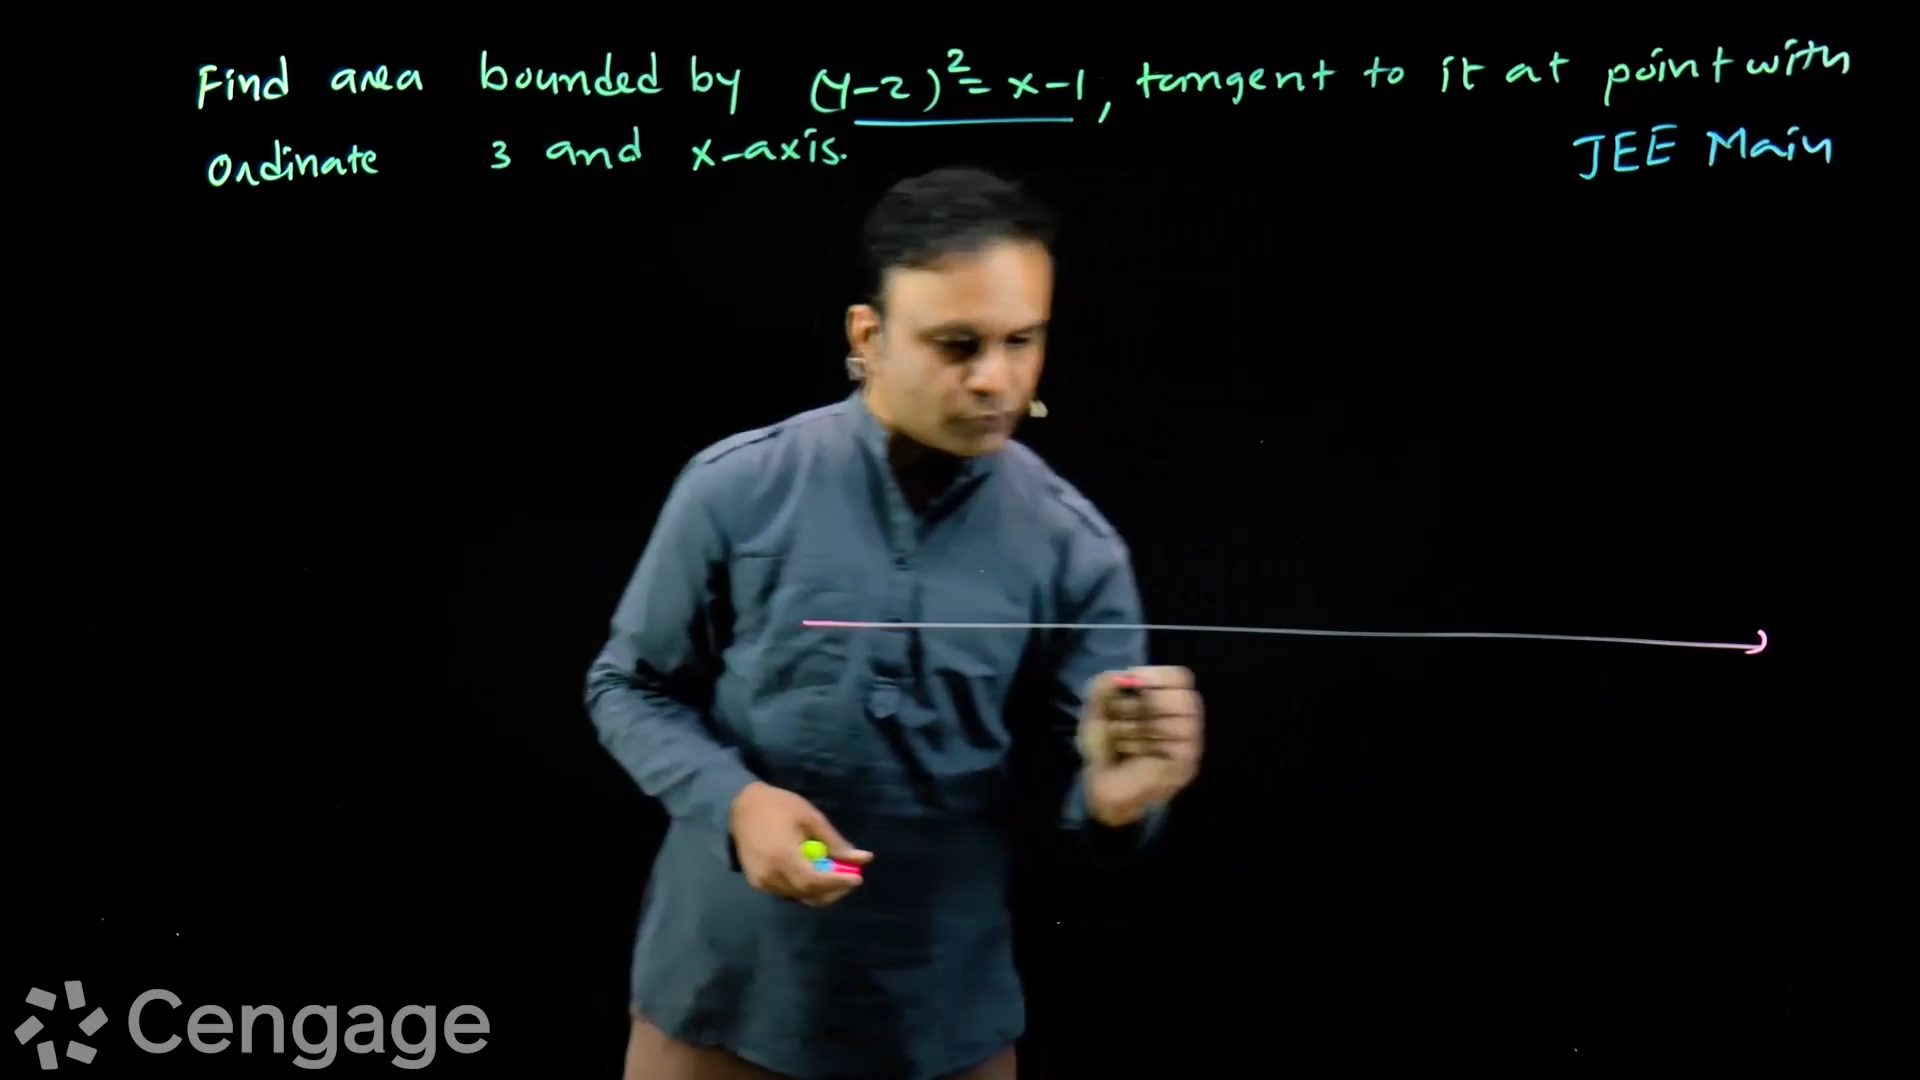 Find area bounded by (y-2)²=x-1, tangent to it at point with
ordinate 3 and x-axis.
JEE Main
Cengage